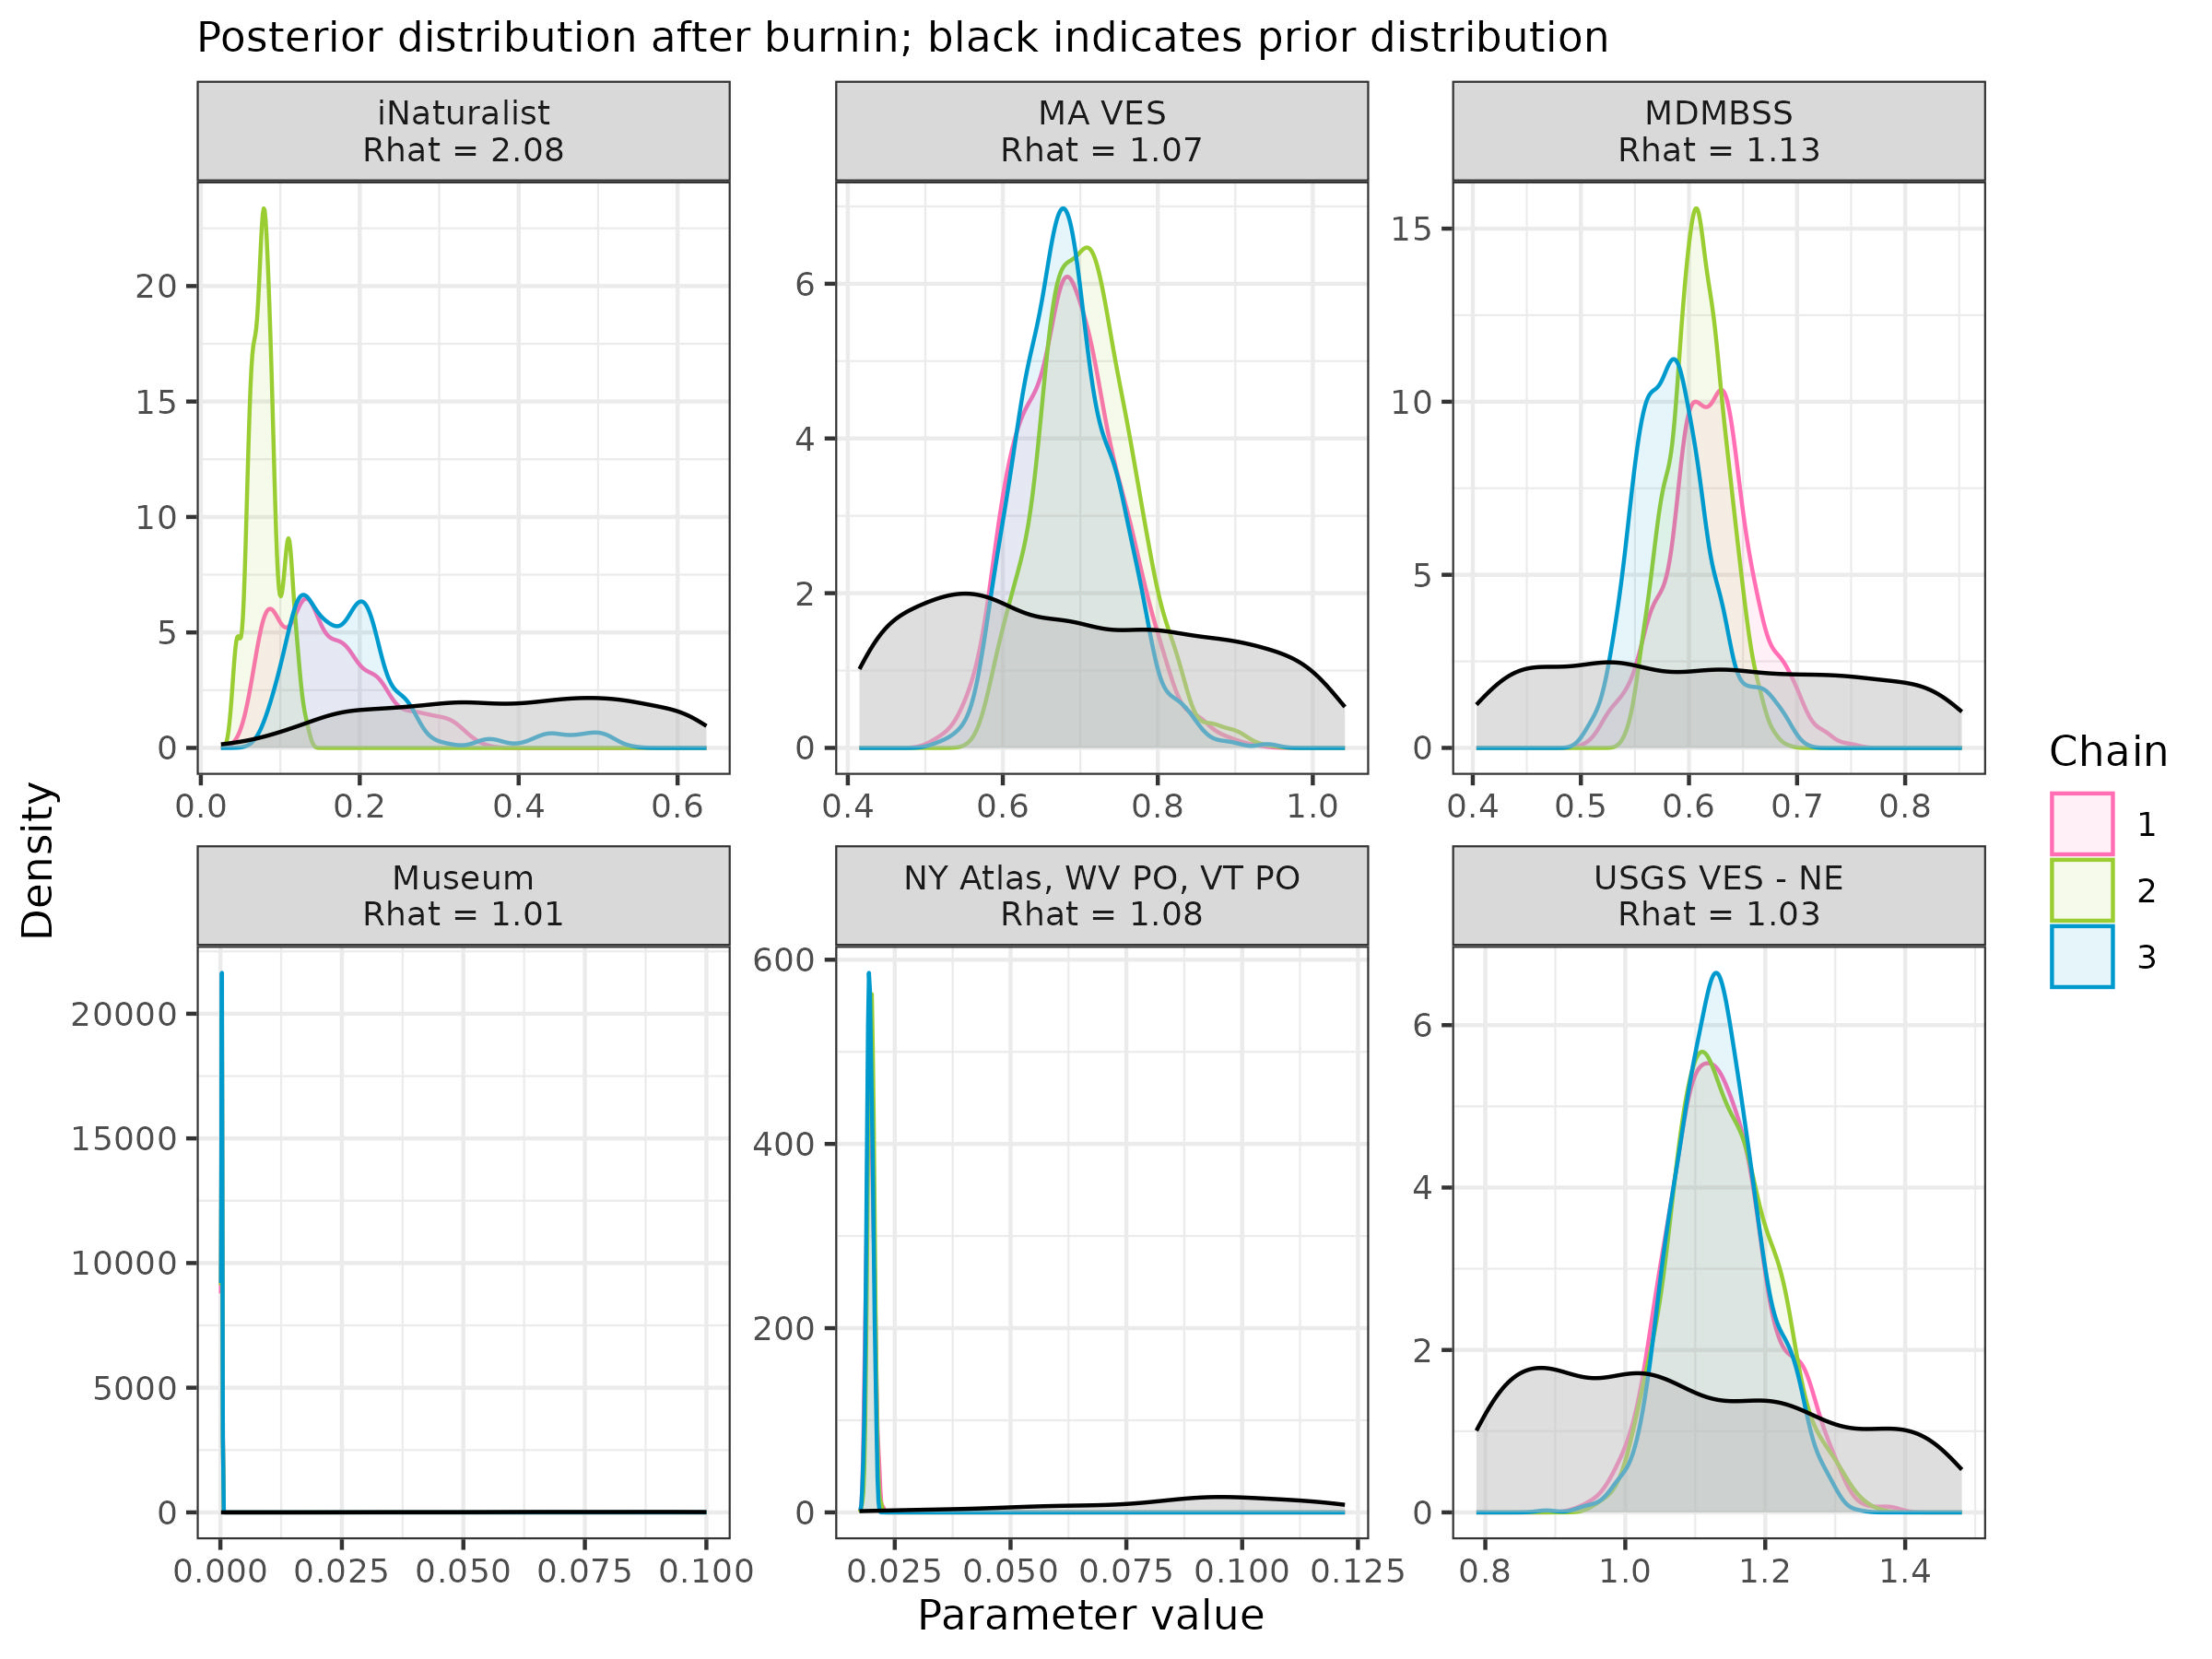 Posterior distribution after burnin; black indicates prior distribution
iNaturalist
Rhat = 2.08
MA VES
Rhat = 1.07
MDMBSS
Rhat = 1.13
20
15
10
5
0
0.0 0.2 0.4 0.6
6
4
2
0
0.4 0.6 0.8 1.0
15
10
5
0
0.4 0.5 0.6 0.7 0.8
Museum
Rhat = 1.01
NY Atlas, WV PO, VT PO
Rhat = 1.08
USGS VES - NE
Rhat = 1.03
20000
15000
10000
5000
0
0.000 0.025 0.050 0.075 0.100
600
400
200
0
0.025 0.050 0.075 0.100 0.125
6
4
2
0
0.8 1.0 1.2 1.4
Density
Parameter value
Chain
1
2
3